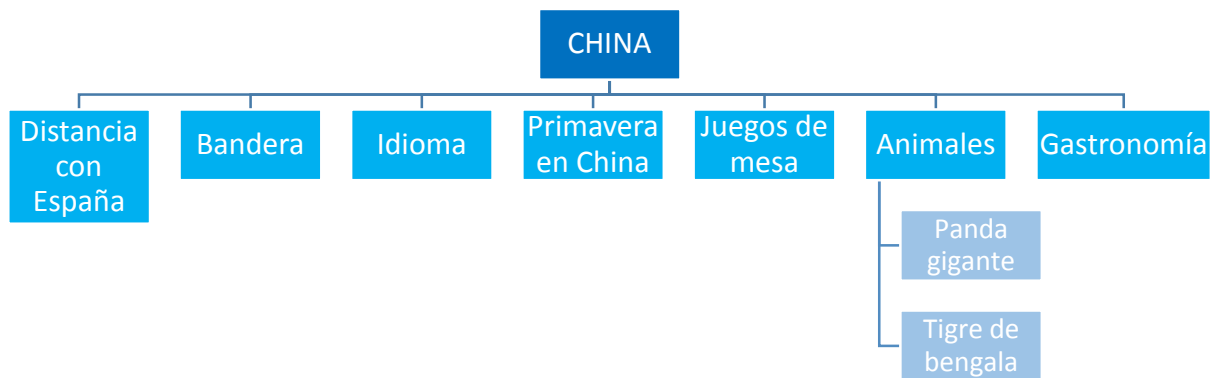 CHINA
Distancia
con
España
Bandera
Idioma
Primavera
en China
Juegos de
mesa
Animales
Gastronomía
Panda
gigante
Tigre de
bengala